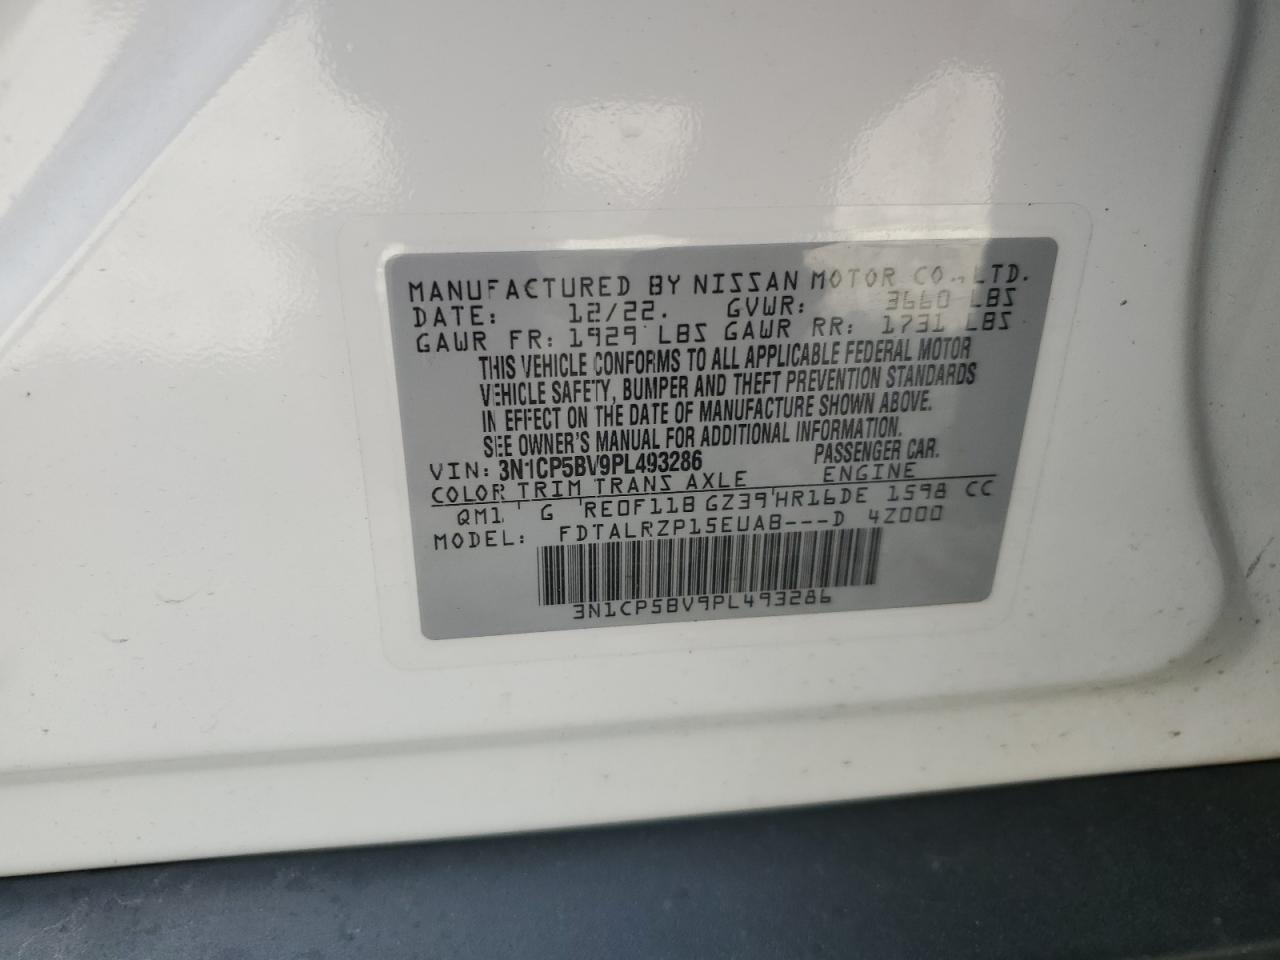 MANUFACTURED BY NISSAN MOTOR CO.,LTD.
DATE: 12/22. GVWR: 3660 LBS
GAWR FR: 1929 LBS GAWR RR: 1731 LBS
THIS VEHICLE CONFORMS TO ALL APPLICABLE FEDERAL MOTOR
VEHICLE SAFETY, BUMPER AND THEFT PREVENTION STANDARDS
IN EFFECT ON THE DATE OF MANUFACTURE SHOWN ABOVE.
SEE OWNER'S MANUAL FOR ADDITIONAL INFORMATION.
VIN: 3N1CP5BV9PL493286 PASSENGER CAR.
COLOR TRIM TRANS AXLE ENGINE
QM1 G RE0F11B GZ39 HR16DE 1598 CC
MODEL: FDTALRZP15EUAB---D 4Z000
3N1CP5BV9PL493286